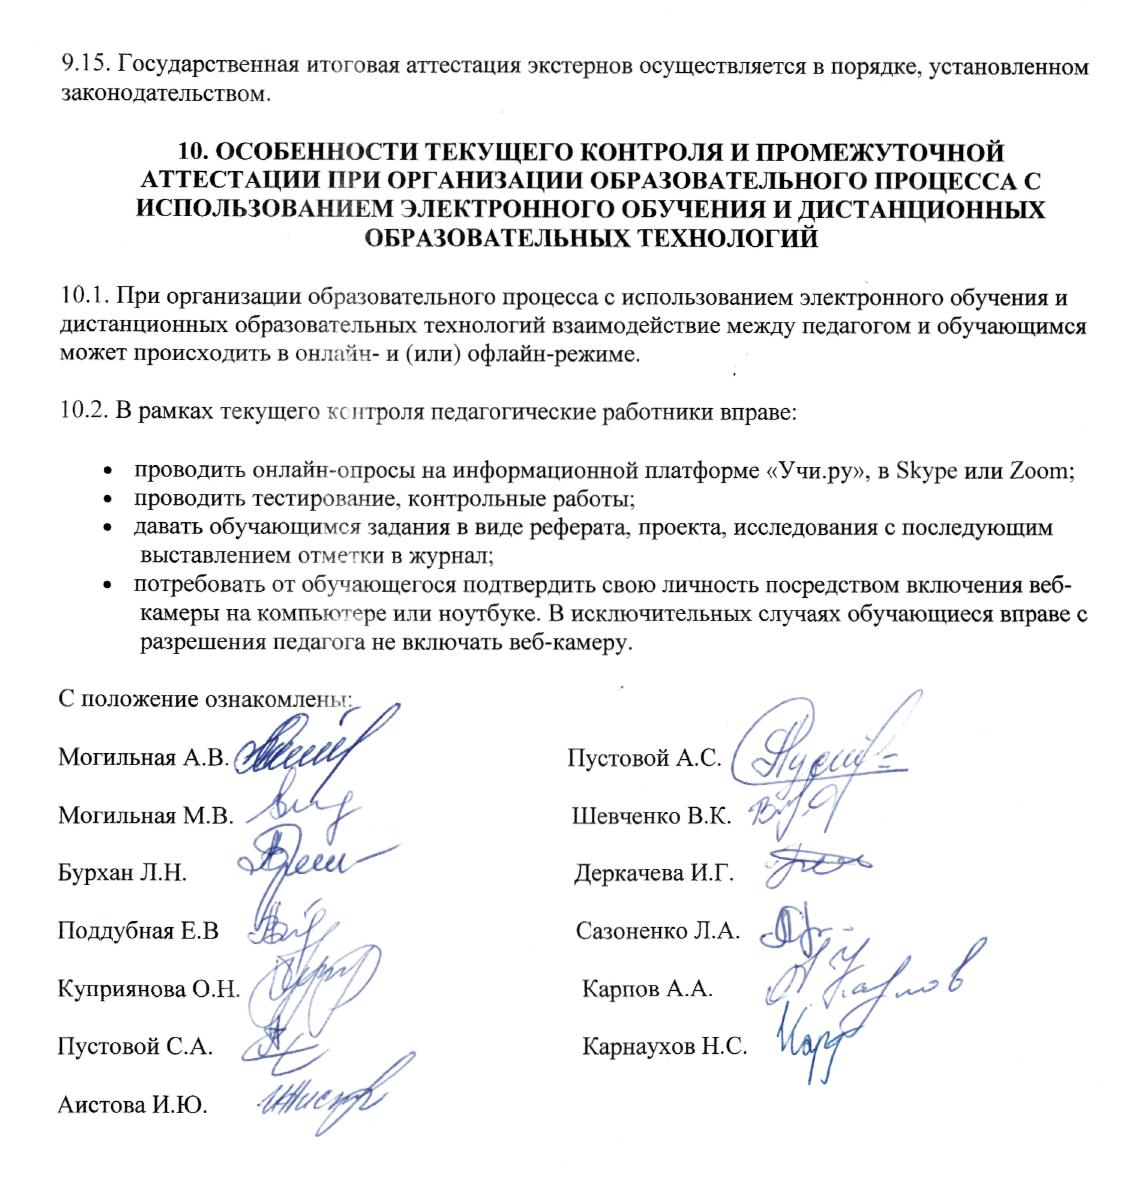 9.15. Государственная итоговая аттестация экстернов осуществляется в порядке, установленном
законодательством.
10. ОСОБЕННОСТИ ТЕКУЩЕГО КОНТРОЛЯ И ПРОМЕЖУТОЧНОЙ
АТТЕСТАЦИИ ПРИ ОРГАНИЗАЦИИ ОБРАЗОВАТЕЛЬНОГО ПРОЦЕССА С
ИСПОЛЬЗОВАНИЕМ ЭЛЕКТРОННОГО ОБУЧЕНИЯ И ДИСТАНЦИОННЫХ
ОБРАЗОВАТЕЛЬНЫХ ТЕХНОЛОГИЙ
10.1. При организации образовательного процесса с использованием электронного обучения и
дистанционных образовательных технологий взаимодействие между педагогом и обучающимся
может происходить в онлайн- и (или) офлайн-режиме.
10.2. В рамках текущего контроля педагогические работники вправе:
• проводить онлайн-опросы на информационной платформе «Учи.ру», в Skype или Zoom;
• проводить тестирование, контрольные работы;
• давать обучающимся задания в виде реферата, проекта, исследования с последующим
выставлением отметки в журнал;
• потребовать от обучающегося подтвердить свою личность посредством включения веб-
камеры на компьютере или ноутбуке. В исключительных случаях обучающиеся вправе с
разрешения педагога не включать веб-камеру.
С положение ознакомлены:
Могильная А.В. Пустовой А.С.
Могильная М.В. Шевченко В.К.
Бурхан Л.Н. Деркачева И.Г.
Поддубная Е.В Сазоненко Л.А.
Куприянова О.Н. Карпов А.А.
Пустовой С.А. Карнаухов Н.С.
Аистова И.Ю.